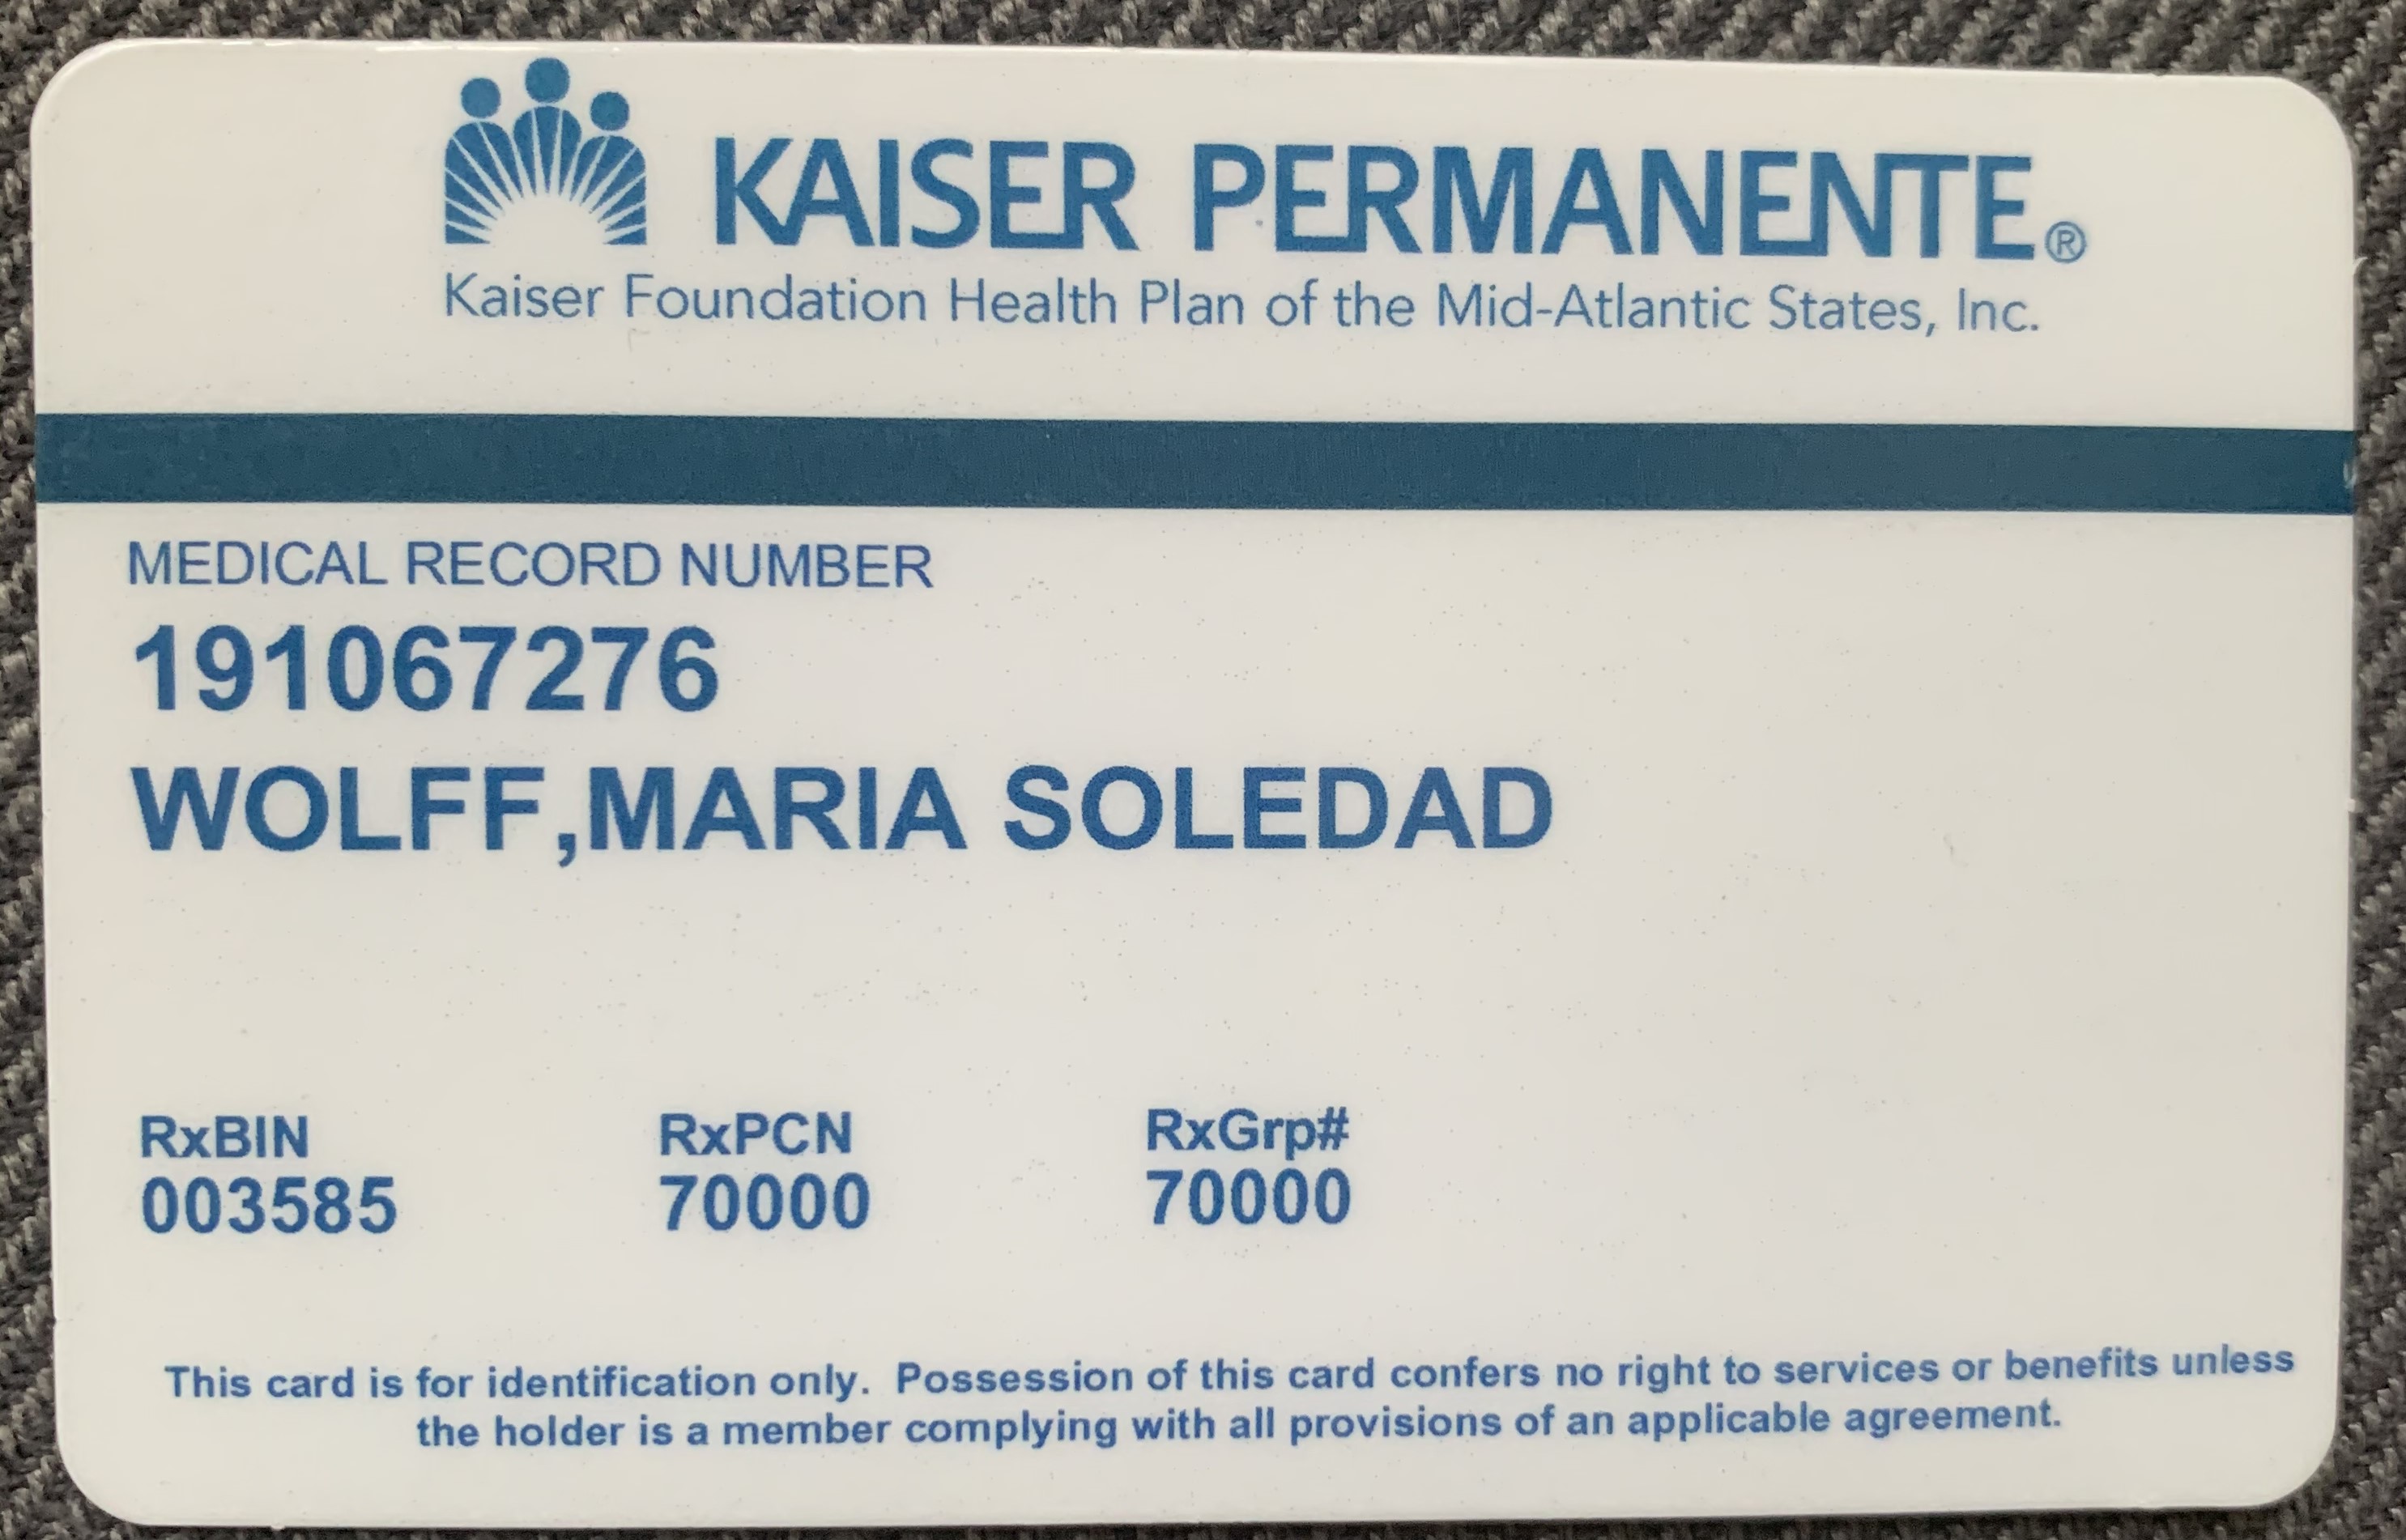 KAISER PERMANENTE®
Kaiser Foundation Health Plan of the Mid-Atlantic States, Inc.
MEDICAL RECORD NUMBER
191067276
WOLFF,MARIA SOLEDAD
RxBIN RxPCN RxGrp#
003585 70000 70000
This card is for identification only. Possession of this card confers no right to services or benefits unless
the holder is a member complying with all provisions of an applicable agreement.